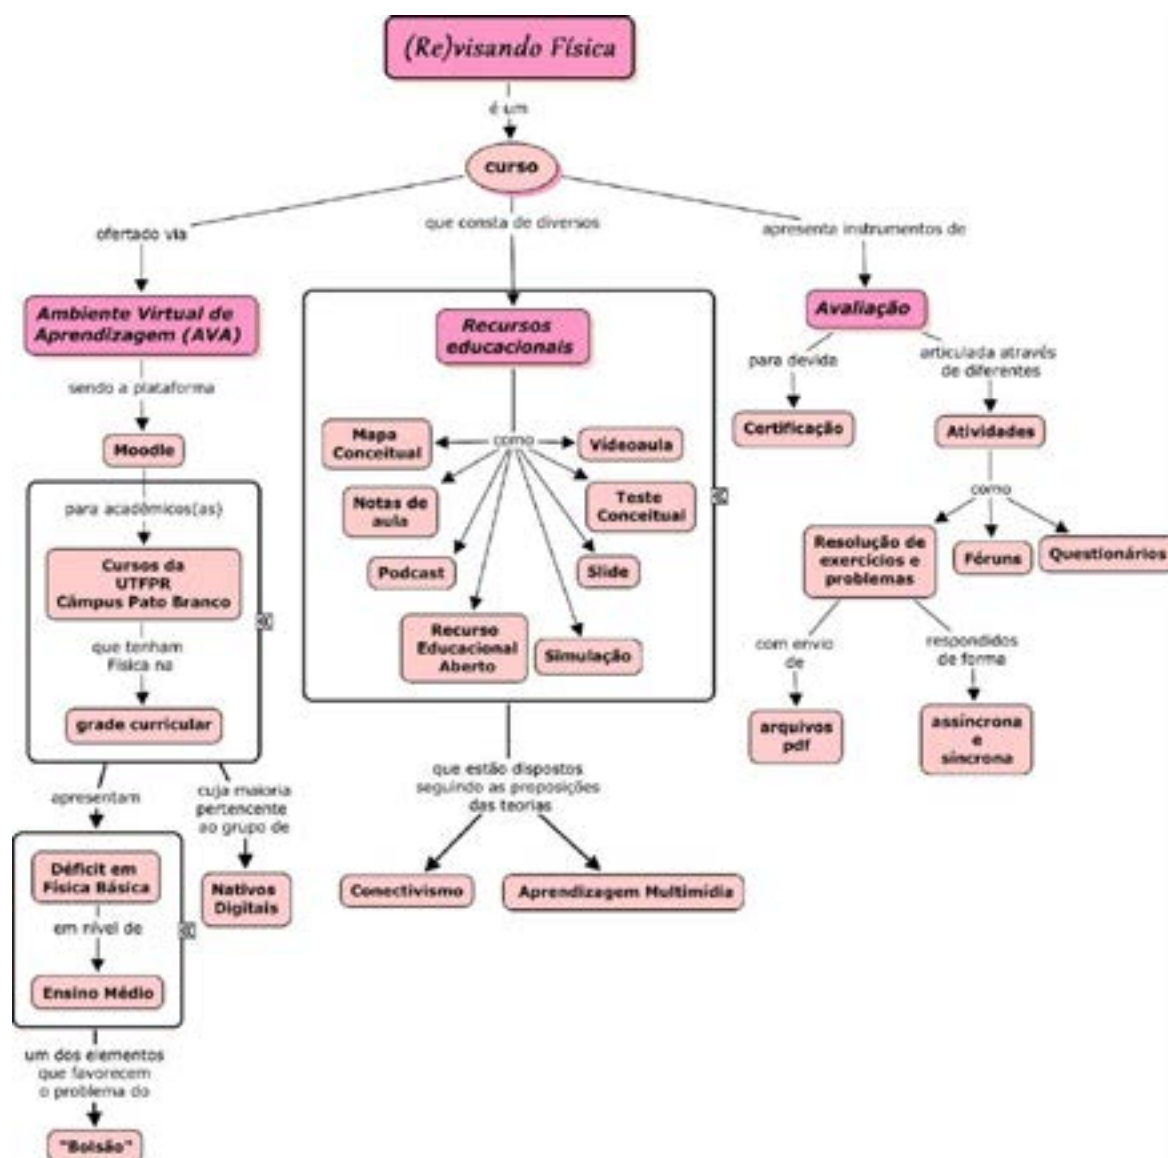 (Re)visando Física
é um
curso
ofertado via
que consta de diversos
apresenta instrumentos de
Ambiente Virtual de
Aprendizagem (AVA)
sendo a plataforma
Moodle
para acadêmicos(as)
Cursos da
UTFPR
Câmpus Pato Branco
que tenham
Física na
grade curricular
apresentam
Déficit em
Física Básica
em nível de
Ensino Médio
um dos elementos
que favorecem
o problema do
"Bolsão"
cuja maioria
pertencente
ao grupo de
Nativos
Digitais
Recursos
educacionais
como
Mapa
Conceitual
Videoaula
Notas de
aula
Teste
Conceitual
Podcast
Slide
Recurso
Educacional
Aberto
Simulação
que estão dispostos
seguindo as proposições
das teorias
Conectivismo
Aprendizagem Multimídia
Avaliação
para devida
Certificação
articulada através
de diferentes
Atividades
como
Resolução de
exercícios e
problemas
Fóruns
Questionários
com envio
de
arquivos
pdf
respondidos
de forma
assíncrona
e
síncrona